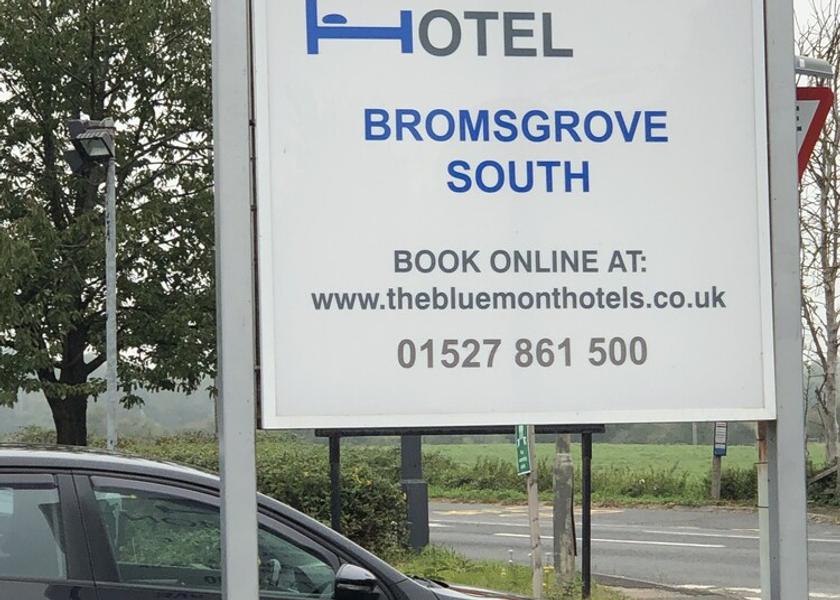 HOTEL
BROMSGROVE
SOUTH
BOOK ONLINE AT:
www.thebluemonthotels.co.uk
01527 861 500